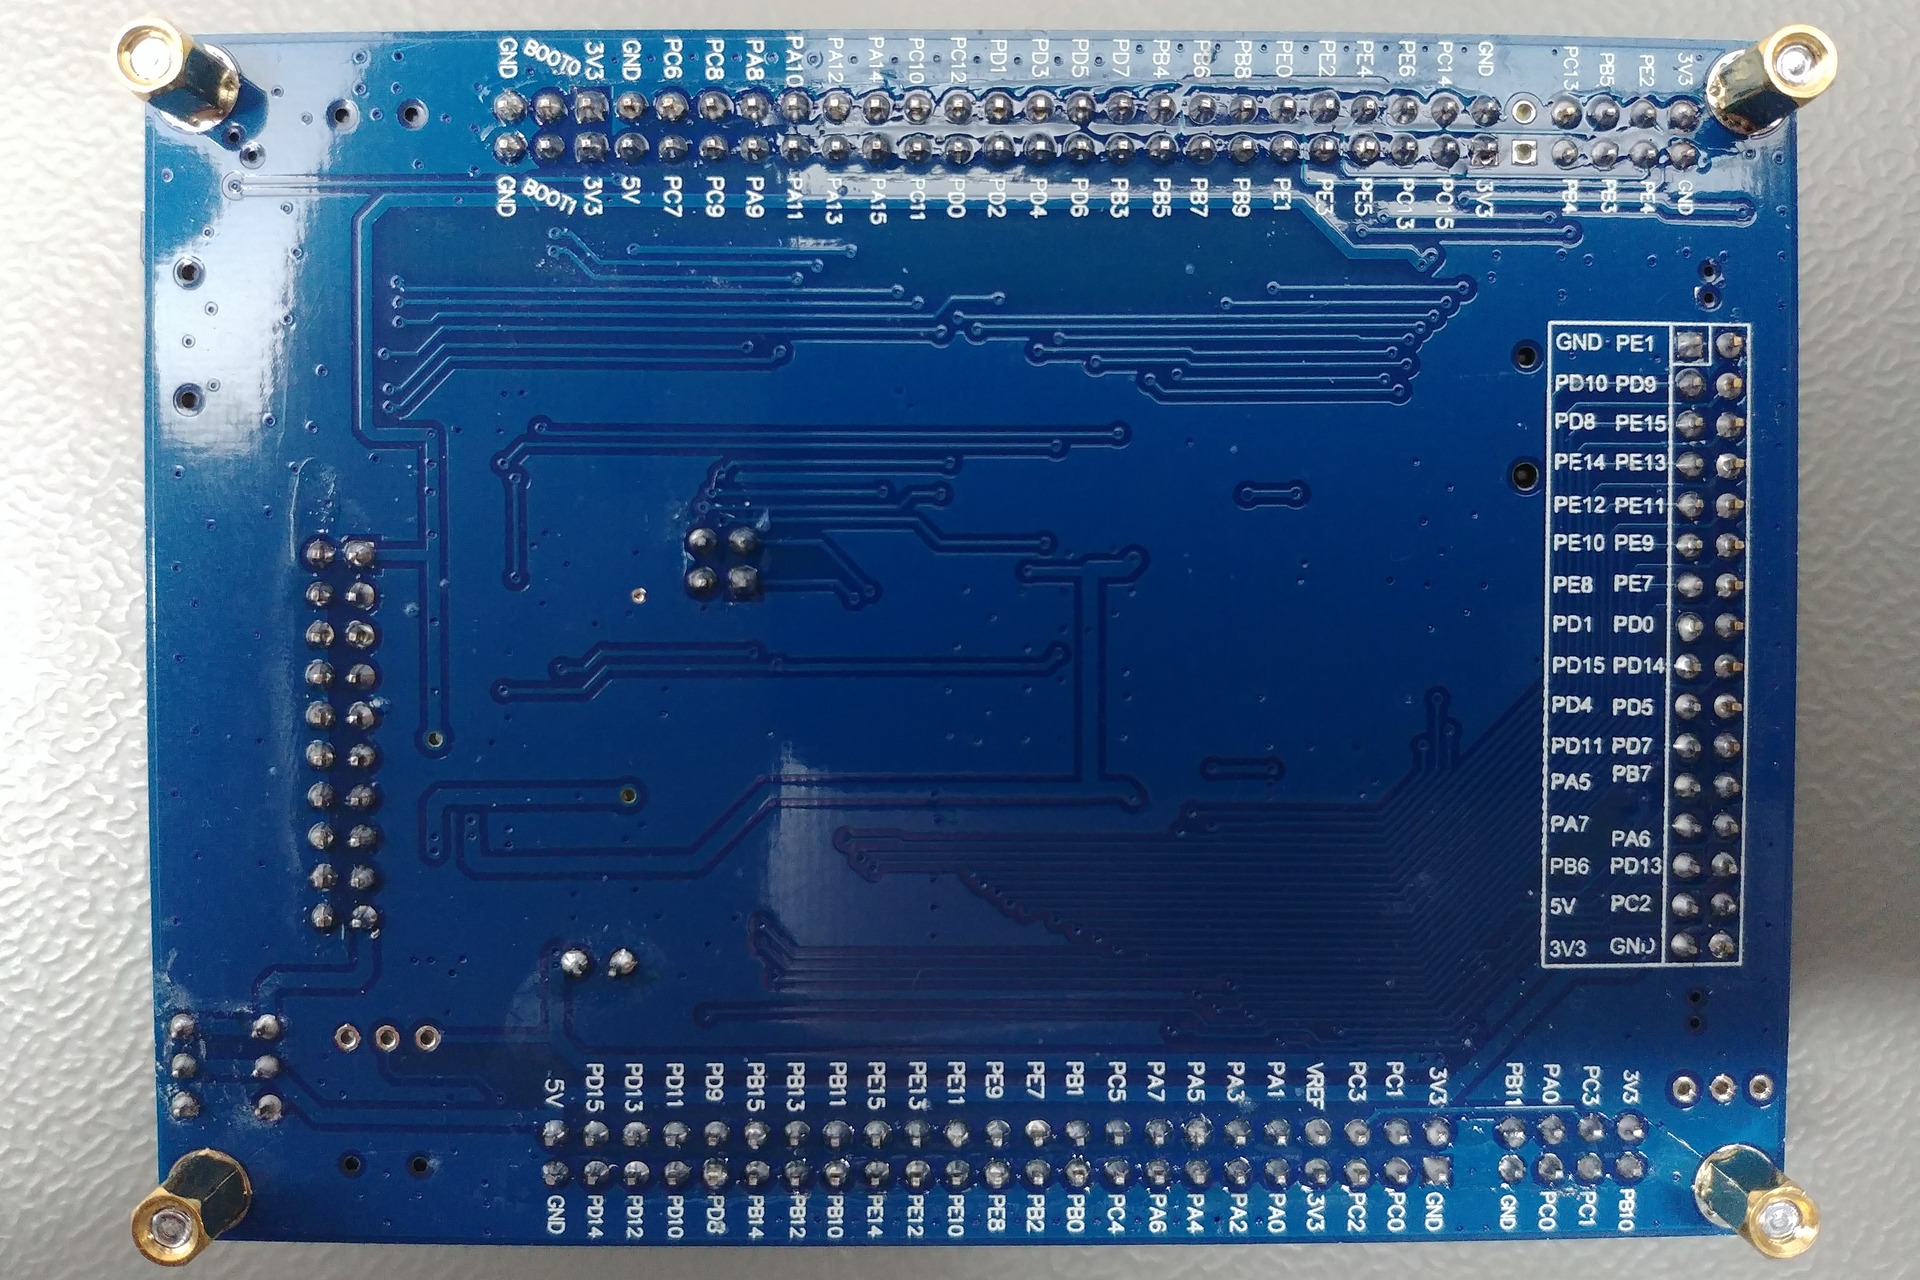 GND BOOT0 3V3 GND PC6 PC8 PA8 PA10 PA12 PA14 PC10 PC12 PD1 PD3 PD5 PD7 PB4 PB6 PB8 PE0 PE2 PE4 PE6 PC14 GND PC13 PB5 PE2 3V3
GND BOOT1 3V3 5V PC7 PC9 PA9 PA11 PA13 PA15 PC11 PD0 PD2 PD4 PD6 PB3 PB5 PB7 PB9 PE1 PE3 PE5 PC13 PC15 3V3 PB4 PB3 PE4 GND
GND PE1
PD10 PD9
PD8 PE15
PE14 PE13
PE12 PE11
PE10 PE9
PE8 PE7
PD1 PD0
PD15 PD14
PD4 PD5
PD11 PD7
PA5 PB7
PA7 PA6
PB6 PD13
5V PC2
3V3 GND
5V PD15 PD13 PD11 PD9 PB15 PB13 PB11 PE15 PE13 PE11 PE9 PE7 PB1 PC5 PA7 PA5 PA3 PA1 VREF PC3 PC1 3V3 PB11 PA0 PC3 3V3
GND PD14 PD12 PD10 PD8 PB14 PB12 PB10 PE14 PE12 PE10 PE8 PB2 PB0 PC4 PA6 PA4 PA2 PA0 3V3 PC2 PC0 GND GND PC0 PC1 PB10